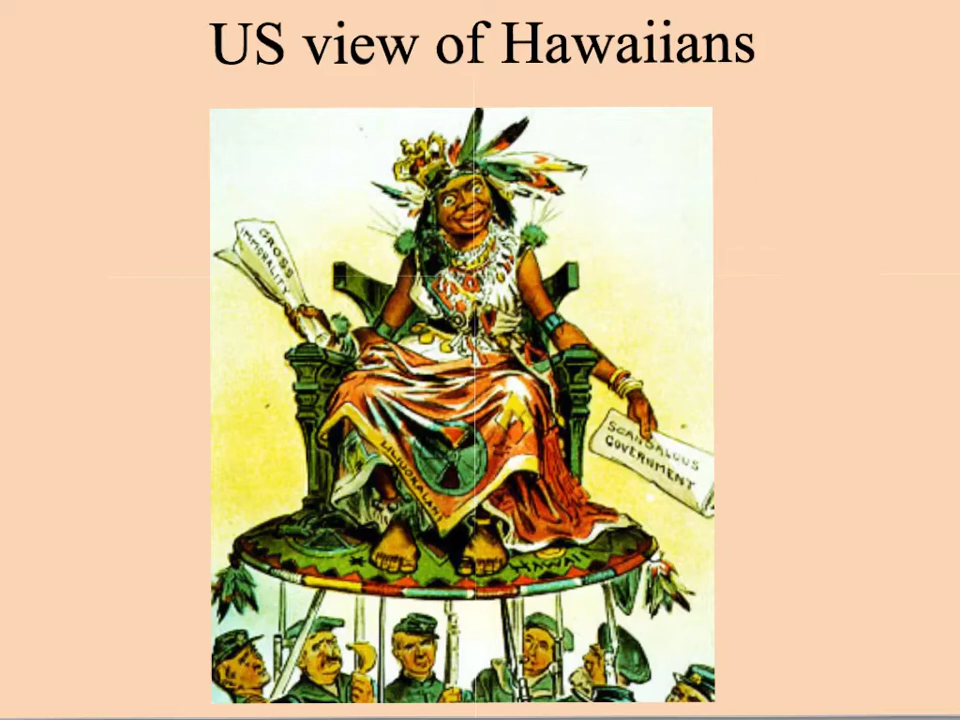 US view of Hawaiians
GROSS
IMMORALITY
SCANDALOUS
GOVERNMENT
LILIUOKALANI
HAWAII